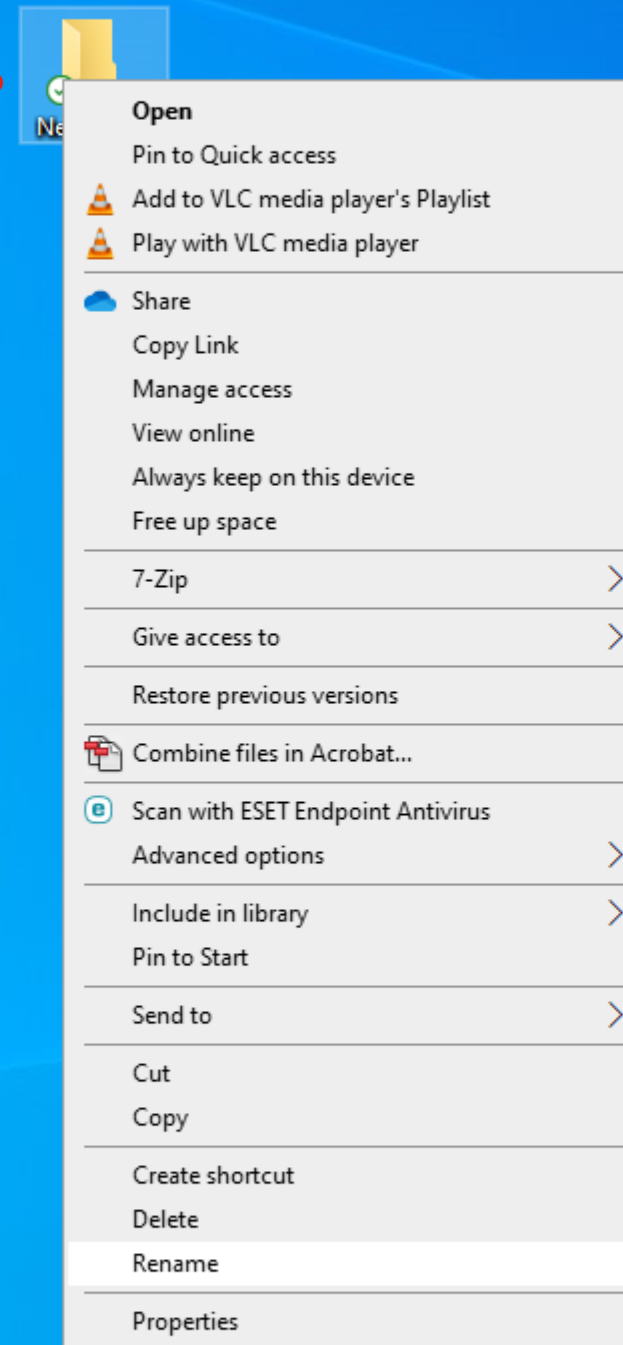 Open
Pin to Quick access
Add to VLC media player's Playlist
Play with VLC media player
Share
Copy Link
Manage access
View online
Always keep on this device
Free up space
7-Zip
Give access to
Restore previous versions
Combine files in Acrobat...
Scan with ESET Endpoint Antivirus
Advanced options
Include in library
Pin to Start
Send to
Cut
Copy
Create shortcut
Delete
Rename
Properties